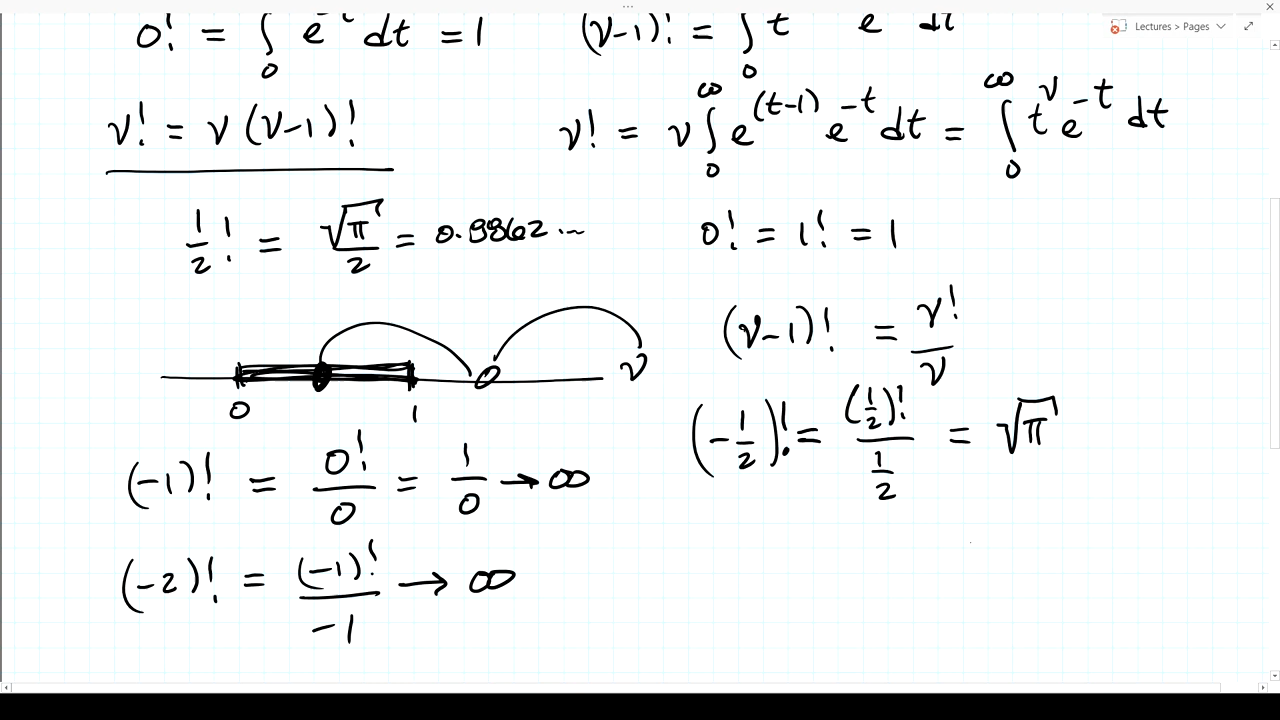 Lectures > Pages
0! = ∫₀ e dt = 1    (ν-1)! = ∫₀ t e dt
ν! = ν (ν-1)!    ν! = ν ∫₀^∞ e^(t-1) e^-t dt = ∫₀^∞ t^ν e^-t dt
1/2 ! = √π/2 = 0.8862...    0! = 1! = 1
(ν-1)! = ν!/ν
ν
0 1
(-1/2)! = (1/2)!/(1/2) = √π
(-1)! = 0!/0 = 1/0 → ∞
(-2)! = (-1)!/-1 → ∞